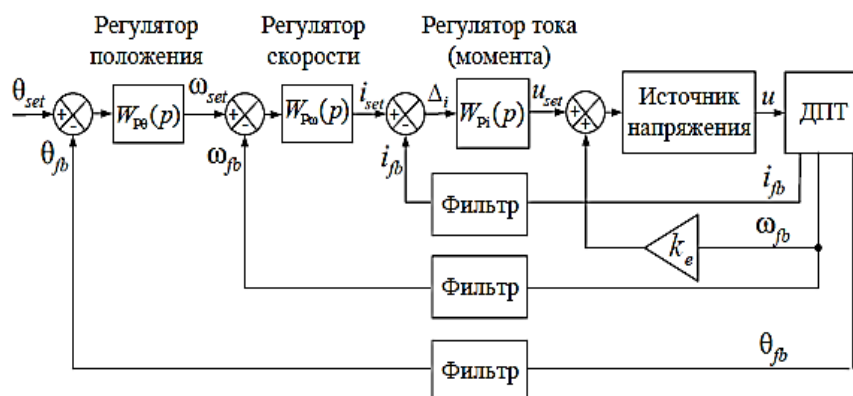 Регулятор положения
Регулятор скорости
Регулятор тока (момента)
θset
+
-
θfb
WPθ(p)
ωset
+
-
ωfb
WPω(p)
iset
+
-
ifb
Δi
WPi(p)
uset
+
+
Источник напряжения
u
ДПТ
ifb
Фильтр
ωfb
ke
Фильтр
θfb
Фильтр